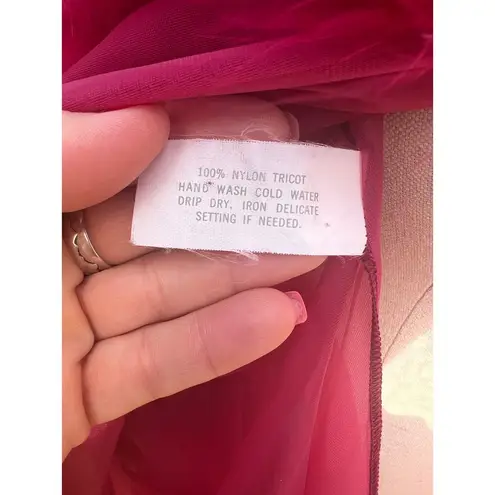 100% NYLON TRICOT
HAND WASH COLD WATER
DRIP DRY. IRON DELICATE
SETTING IF NEEDED.